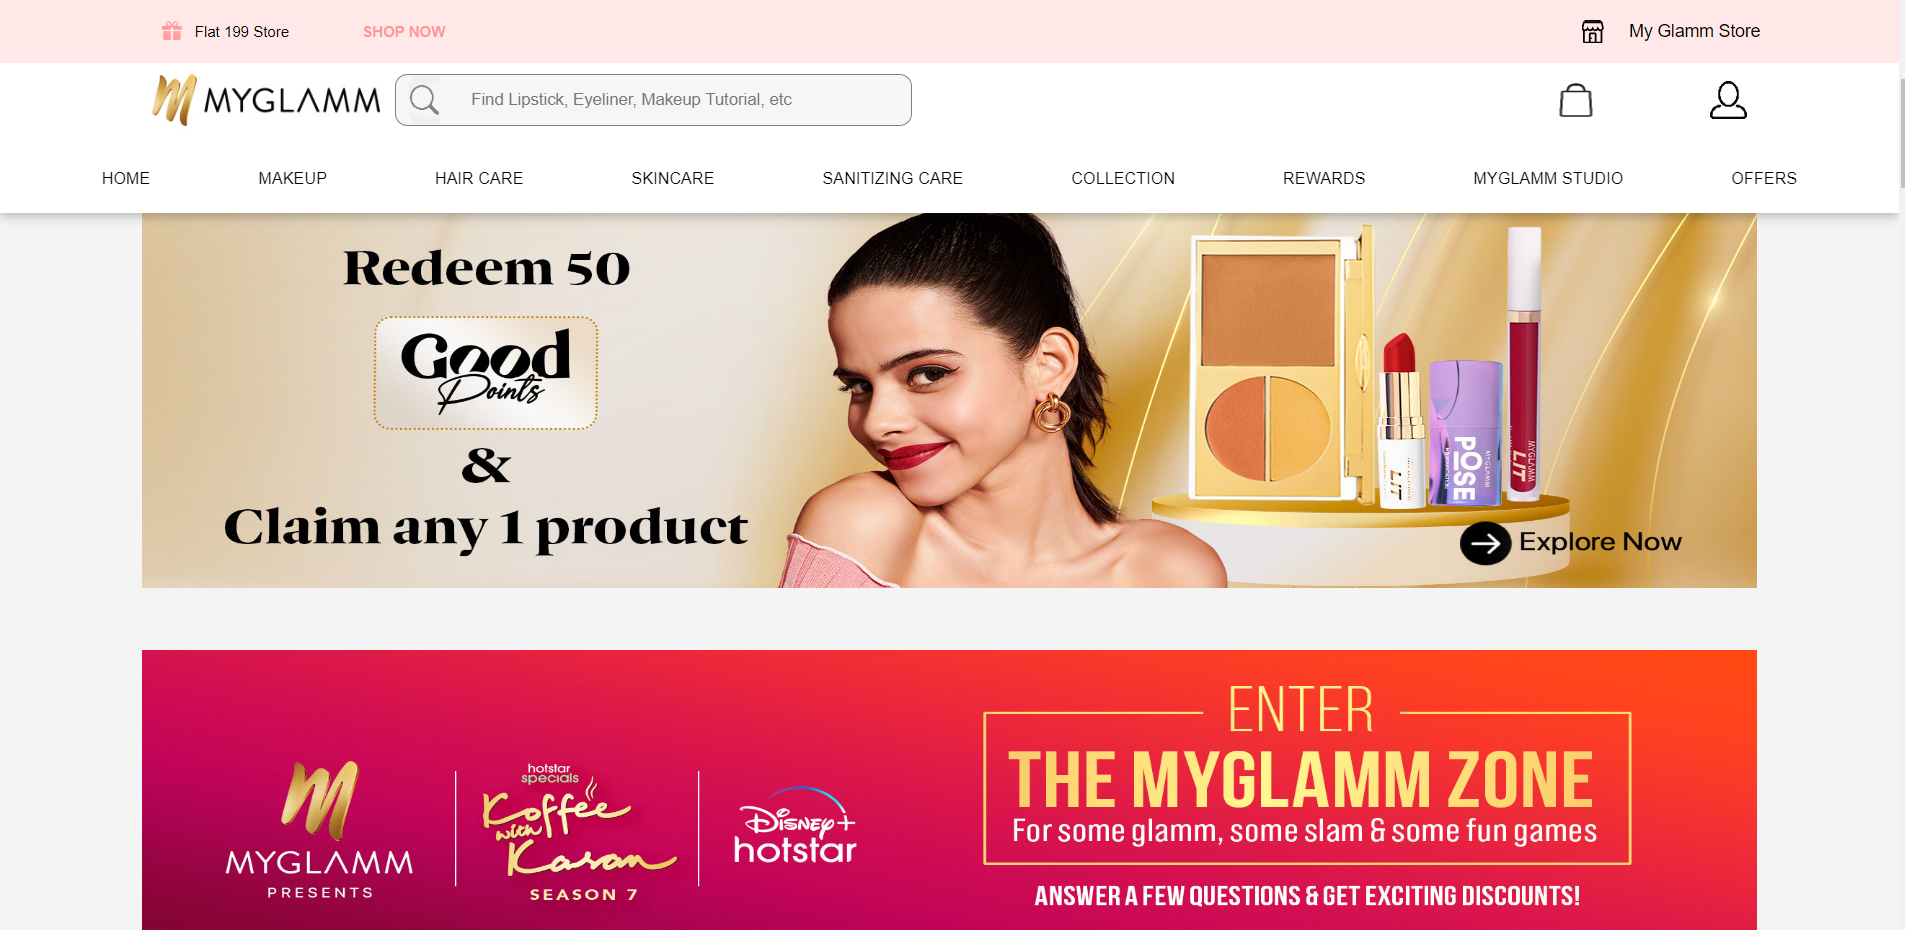 Flat 199 Store
SHOP NOW
My Glamm Store
MYGLAMM
Find Lipstick, Eyeliner, Makeup Tutorial, etc
HOME
MAKEUP
HAIR CARE
SKINCARE
SANITIZING CARE
COLLECTION
REWARDS
MYGLAMM STUDIO
OFFERS
Redeem 50
Good
Points
&
Claim any 1 product
LIT
POSE
MYGLAMM
MYGLAMM
LIT
Explore Now
MYGLAMM
PRESENTS
hotstar
specials
Koffee
with
Karan
SEASON 7
Disney+
hotstar
ENTER
THE MYGLAMM ZONE
For some glamm, some slam & some fun games
ANSWER A FEW QUESTIONS & GET EXCITING DISCOUNTS!